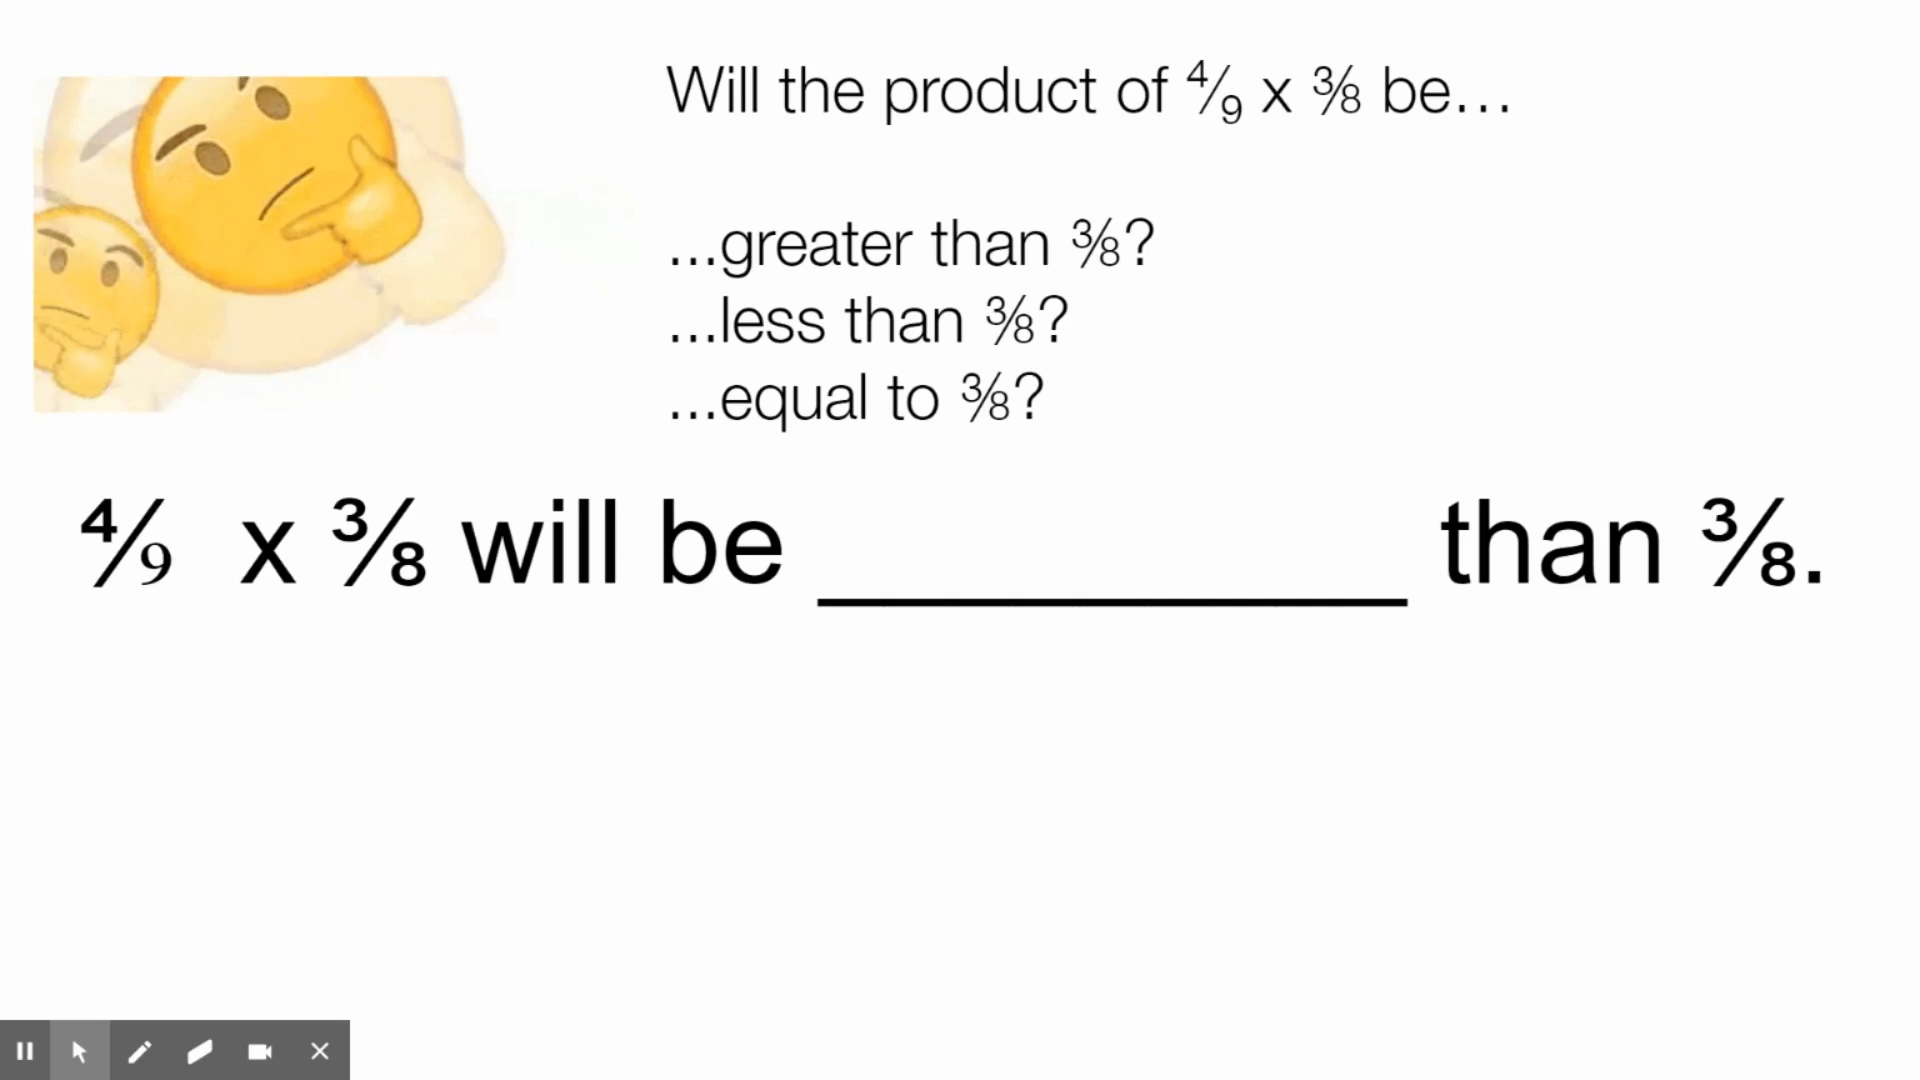 Will the product of ⁴⁄₉ x ⅜ be...
...greater than ⅜?
...less than ⅜?
...equal to ⅜?
⁴⁄₉ x ⅜ will be ____________ than ⅜.